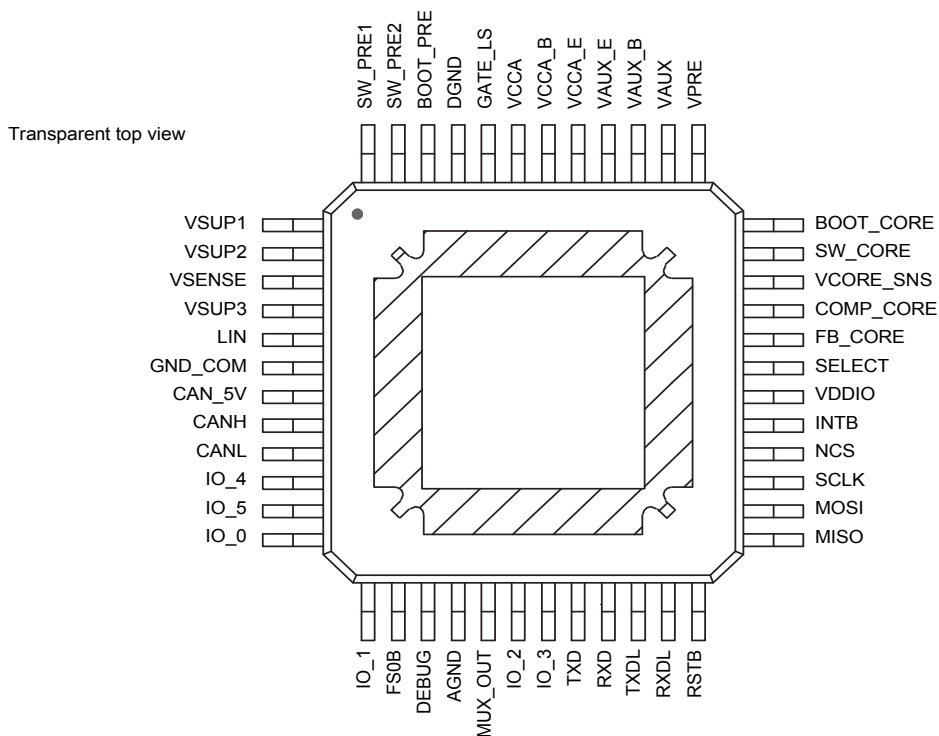 SW_PRE1
SW_PRE2
BOOT_PRE
DGND
GATE_LS
VCCA
VCCA_B
VCCA_E
VAUX_E
VAUX_B
VAUX
VPRE
Transparent top view
VSUP1
VSUP2
VSENSE
VSUP3
LIN
GND_COM
CAN_5V
CANH
CANL
IO_4
IO_5
IO_0
BOOT_CORE
SW_CORE
VCORE_SNS
COMP_CORE
FB_CORE
SELECT
VDDIO
INTB
NCS
SCLK
MOSI
MISO
IO_1
FS0B
DEBUG
AGND
MUX_OUT
IO_2
IO_3
TXD
RXD
TXDL
RXDL
RSTB